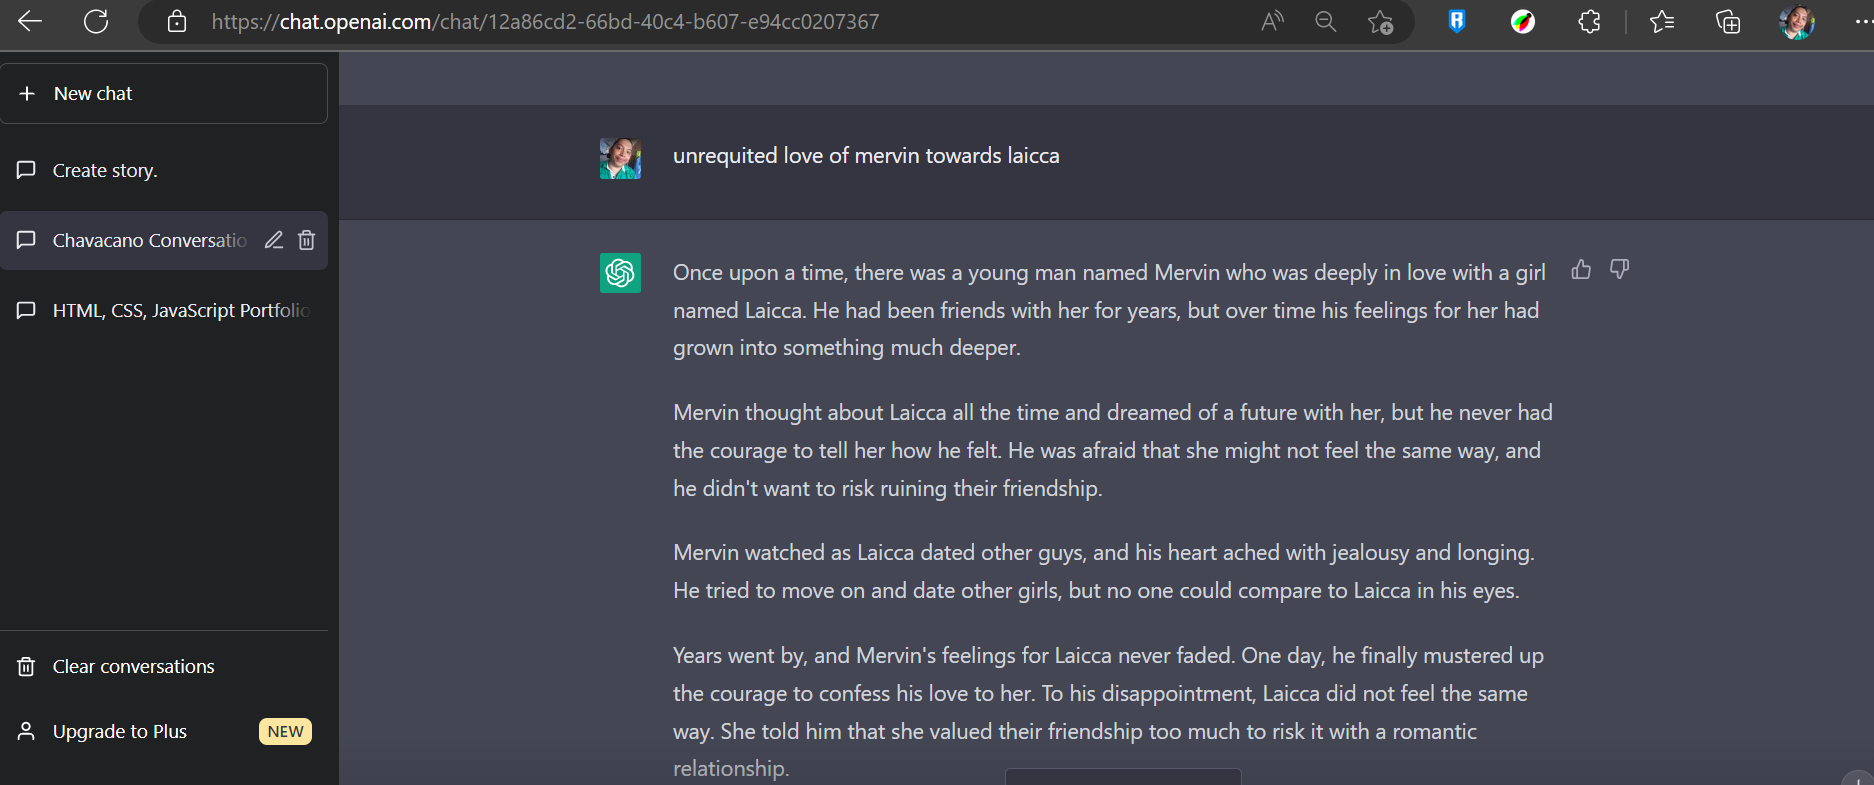 https://chat.openai.com/chat/12a86cd2-66bd-40c4-b607-e94cc0207367
New chat
Create story.
Chavacano Conversatio
HTML, CSS, JavaScript Portfolio
Clear conversations
Upgrade to Plus NEW
unrequited love of mervin towards laicca
Once upon a time, there was a young man named Mervin who was deeply in love with a girl
named Laicca. He had been friends with her for years, but over time his feelings for her had
grown into something much deeper.
Mervin thought about Laicca all the time and dreamed of a future with her, but he never had
the courage to tell her how he felt. He was afraid that she might not feel the same way, and
he didn't want to risk ruining their friendship.
Mervin watched as Laicca dated other guys, and his heart ached with jealousy and longing.
He tried to move on and date other girls, but no one could compare to Laicca in his eyes.
Years went by, and Mervin's feelings for Laicca never faded. One day, he finally mustered up
the courage to confess his love to her. To his disappointment, Laicca did not feel the same
way. She told him that she valued their friendship too much to risk it with a romantic
relationship.